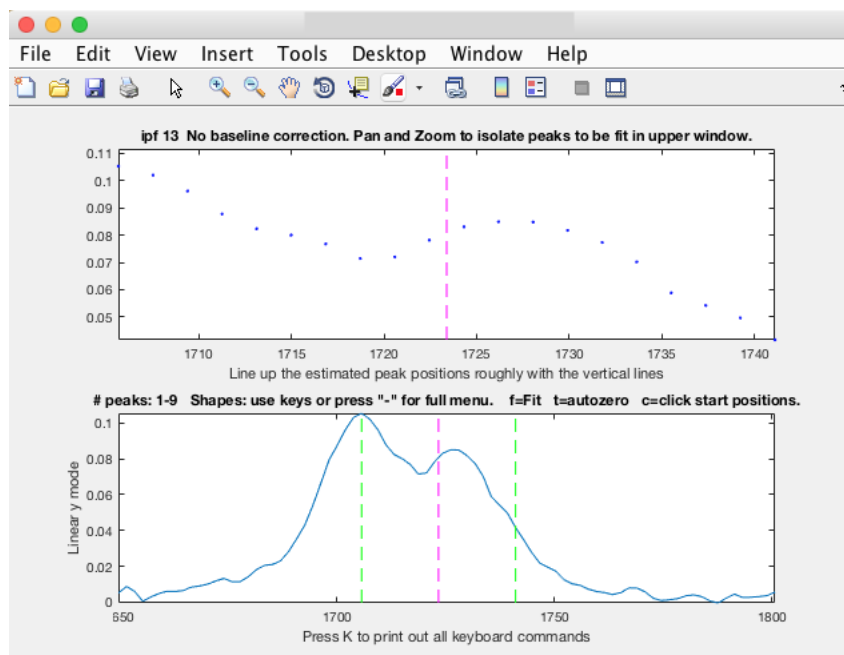 File Edit View Insert Tools Desktop Window Help
ipf 13 No baseline correction. Pan and Zoom to isolate peaks to be fit in upper window.
0.11
0.1
0.09
0.08
0.07
0.06
0.05
1710 1715 1720 1725 1730 1735 1740
Line up the estimated peak positions roughly with the vertical lines
# peaks: 1-9 Shapes: use keys or press "-" for full menu. f=Fit t=autozero c=click start positions.
Linear y mode
0.1
0.08
0.06
0.04
0.02
0
650 1700 1750 1800
Press K to print out all keyboard commands